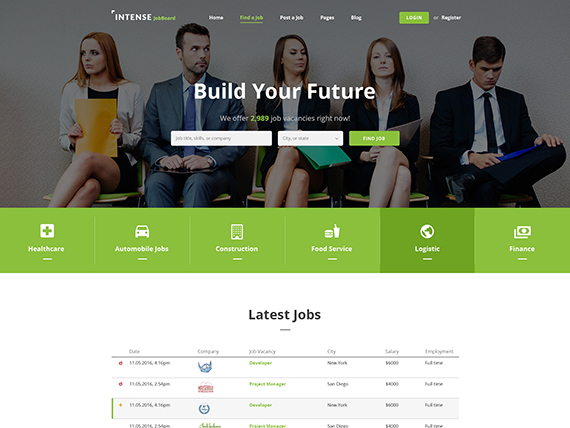 INTENSE JobBoard
Home Find a Job Post a Job Pages Blog LOGIN or Register
Build Your Future
We offer 2,989 job vacancies right now!
Job title, skills, or company City, or state FIND JOB
Healthcare Automobile Jobs Construction Food Service Logistic Finance
Latest Jobs
Date Company Job Vacancy City Salary Employment
11.05.2016, 4:16pm Developer New York $6000 Full time
11.05.2016, 2:54pm Project Manager San Diego $4000 Full time
11.05.2016, 4:16pm Developer New York $6000 Full time
11.05.2016, 2:54pm Project Manager San Diego $4000 Full time